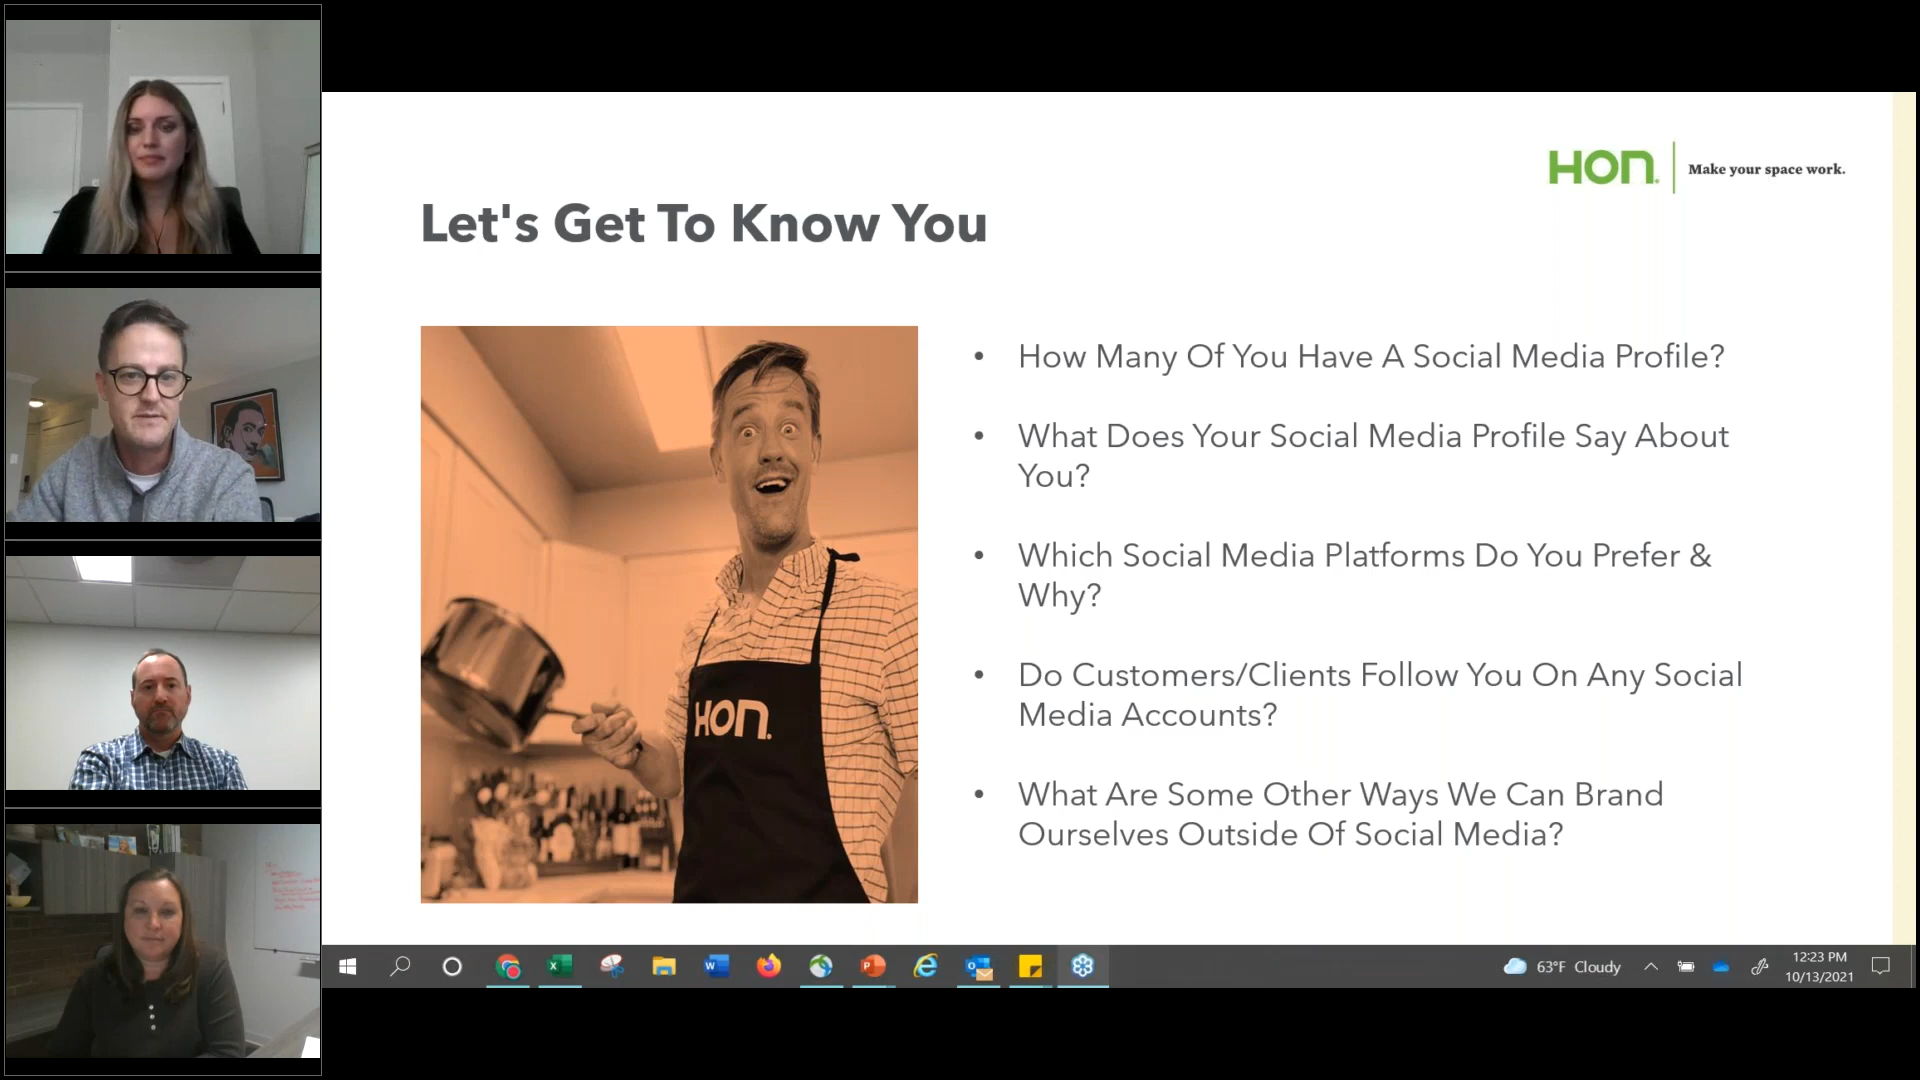 HON.
Make your space work.
Let's Get To Know You
• How Many Of You Have A Social Media Profile?
• What Does Your Social Media Profile Say About
You?
• Which Social Media Platforms Do You Prefer &
Why?
• Do Customers/Clients Follow You On Any Social
Media Accounts?
• What Are Some Other Ways We Can Brand
Ourselves Outside Of Social Media?
HON.
63°F Cloudy
12:23 PM
10/13/2021